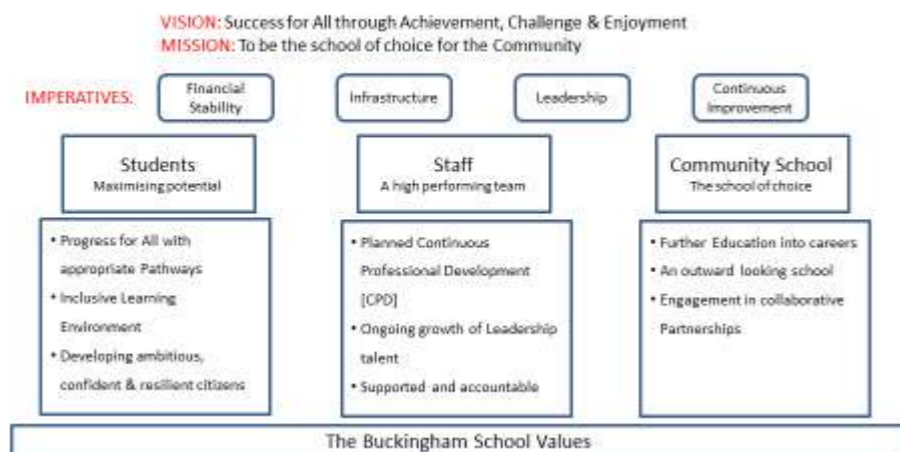 VISION: Success for All through Achievement, Challenge & Enjoyment
MISSION: To be the school of choice for the Community
IMPERATIVES:
Financial
Stability
Infrastructure
Leadership
Continuous
Improvement
Students
Maximising potential
Staff
A high performing team
Community School
The school of choice
• Progress for All with
appropriate Pathways
• Inclusive Learning
Environment
• Developing ambitious,
confident & resilient citizens
• Planned Continuous
Professional Development
[CPD]
• Ongoing growth of Leadership
talent
• Supported and accountable
• Further Education into careers
• An outward looking school
• Engagement in collaborative
Partnerships
The Buckingham School Values